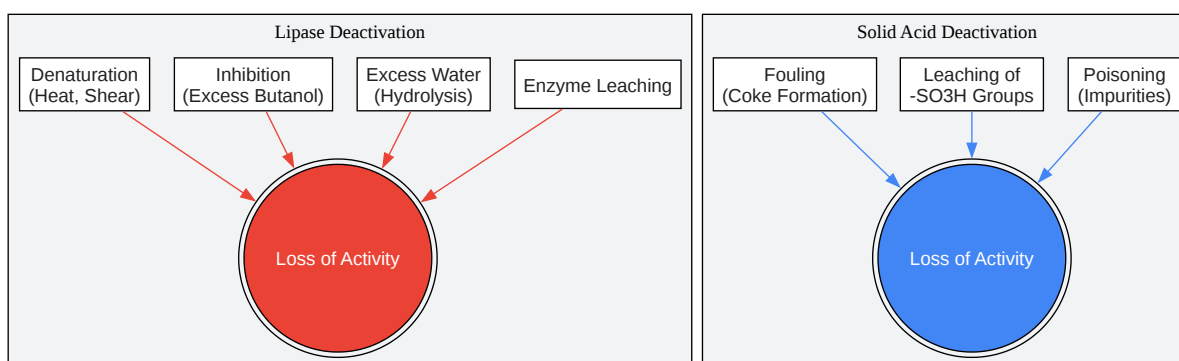 Lipase Deactivation
Denaturation
(Heat, Shear)
Inhibition
(Excess Butanol)
Excess Water
(Hydrolysis)
Enzyme Leaching
Loss of Activity
Solid Acid Deactivation
Fouling
(Coke Formation)
Leaching of
-SO3H Groups
Poisoning
(Impurities)
Loss of Activity